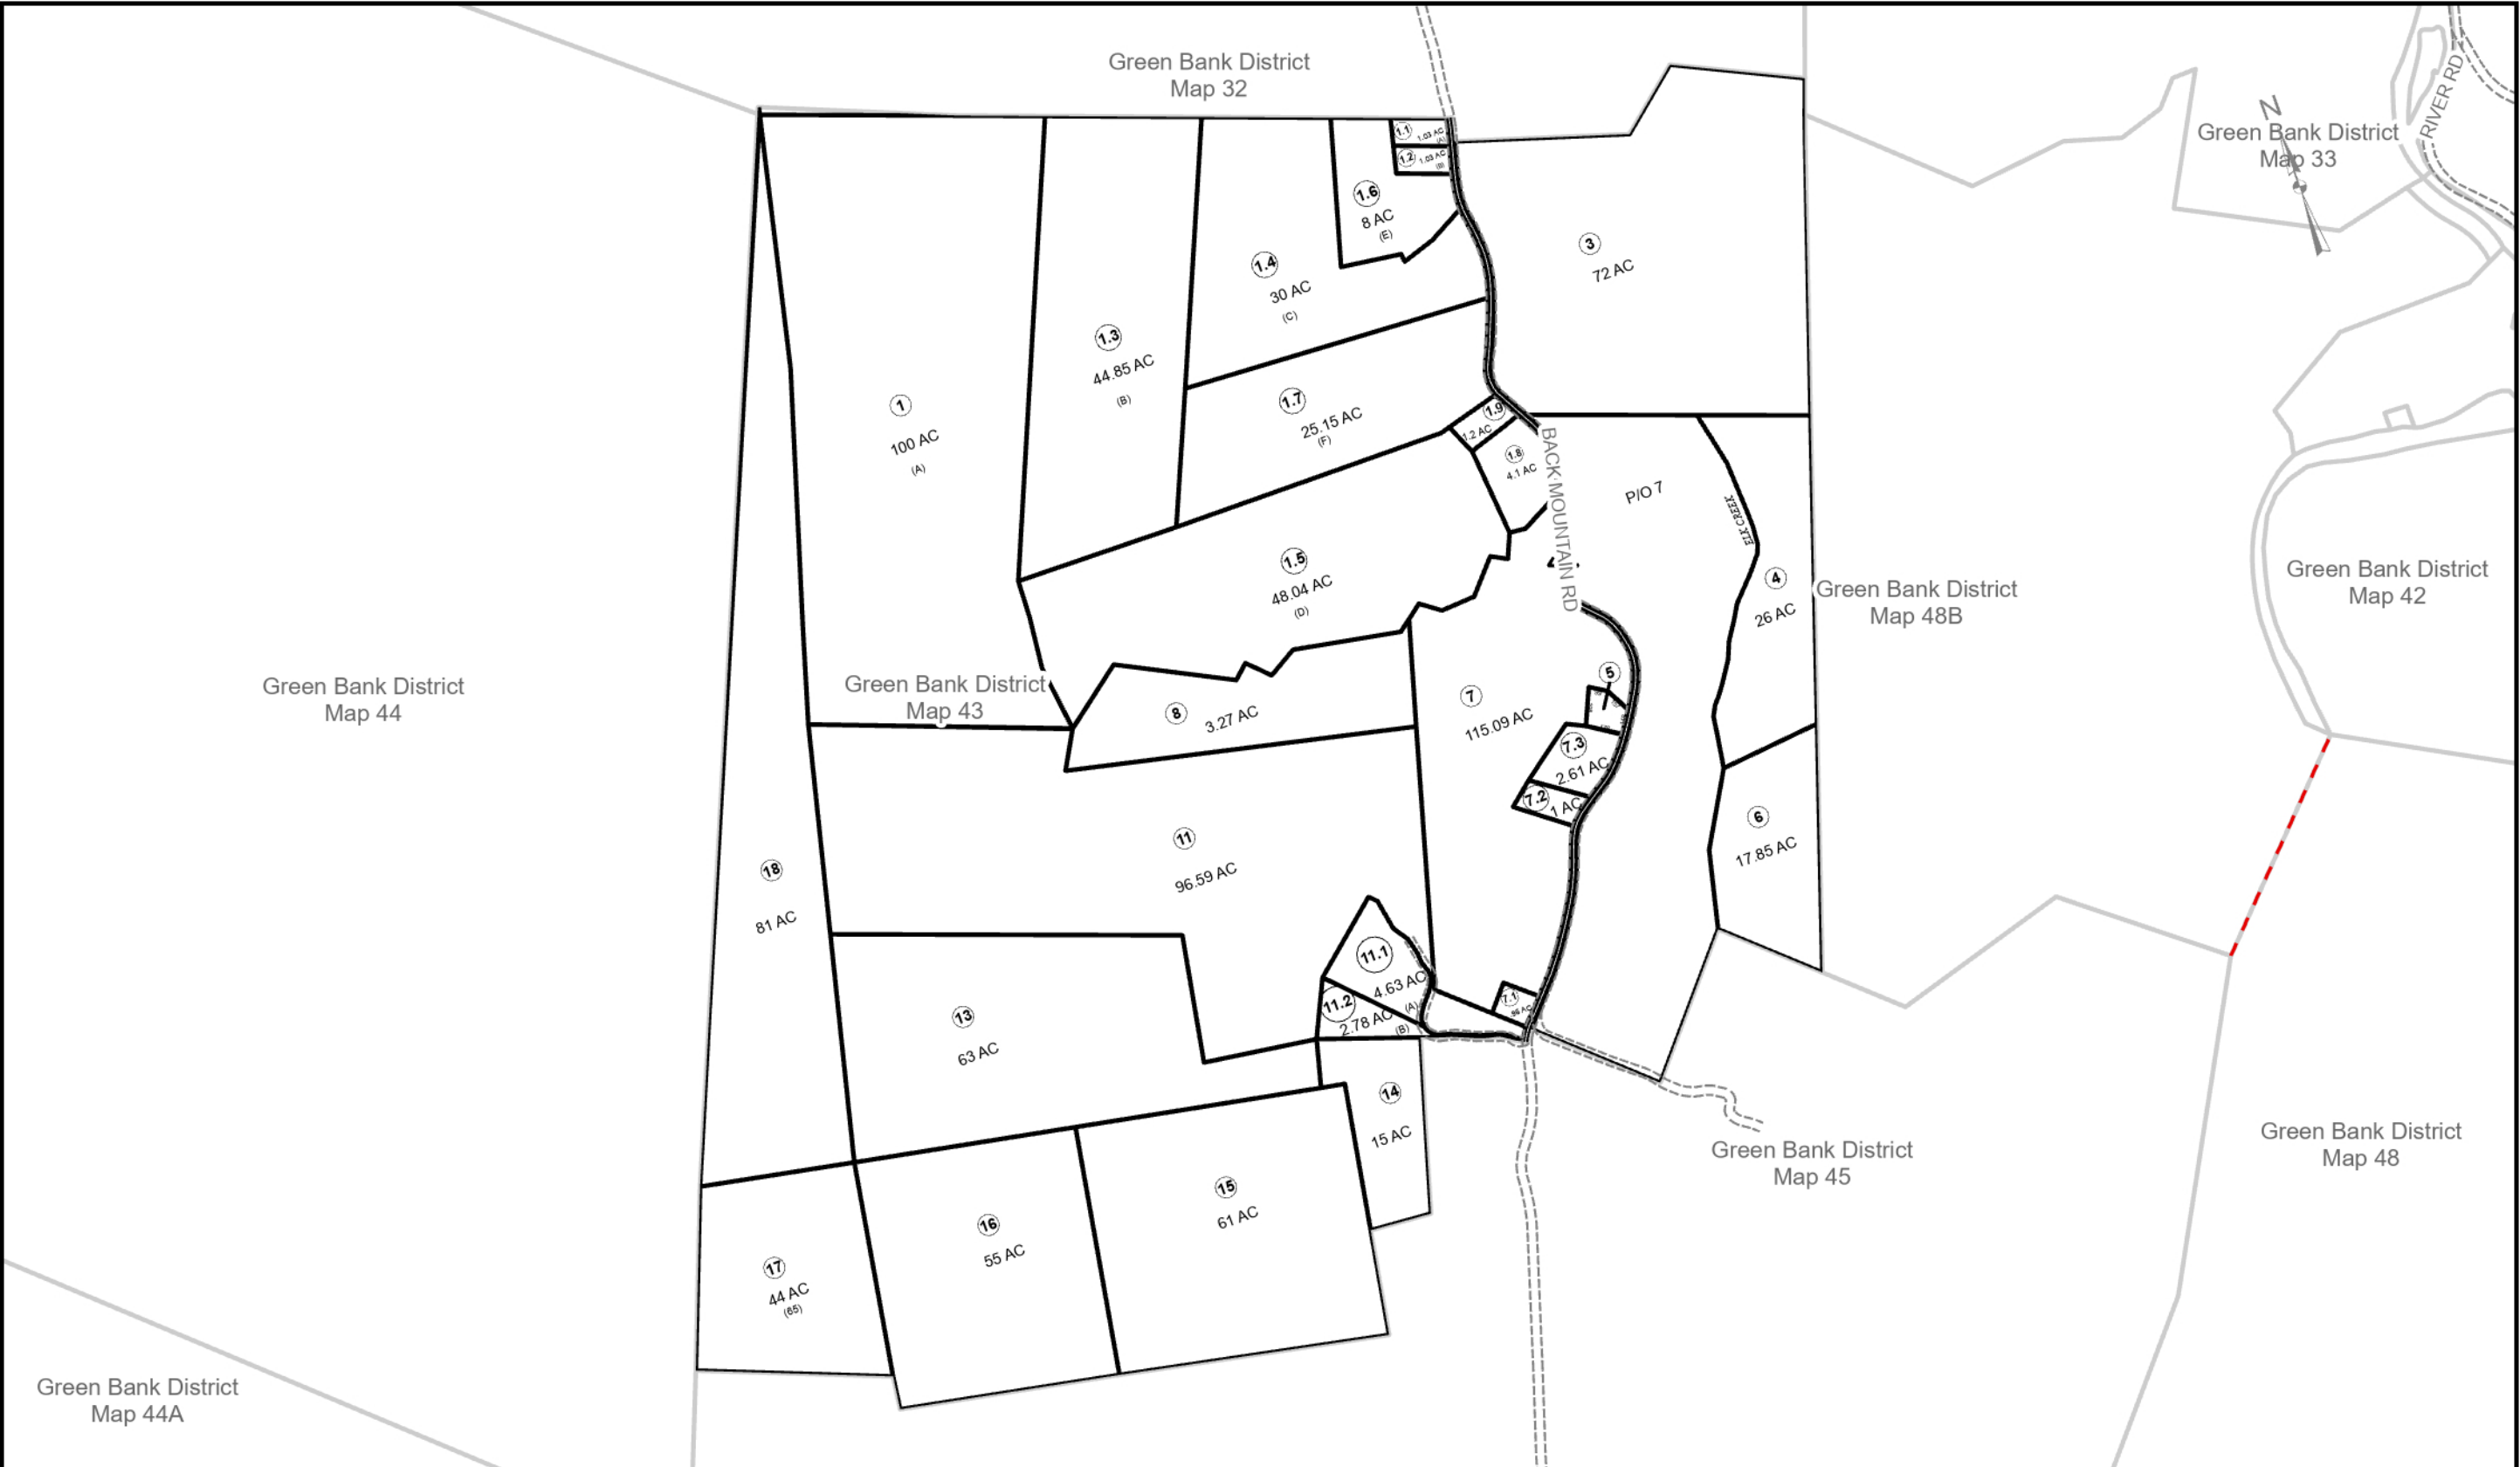 Green Bank District
Map 32
N
RIVER RD
Green Bank District
Map 33
1.1
1.03 AC
(A)
1.2
1.03 AC
(B)
1.6
8 AC
(E)
3
72 AC
1.4
30 AC
(C)
1.3
44.85 AC
(B)
1
100 AC
(A)
1.7
25.15 AC
(F)
1.9
1.2 AC
1.8
4.1 AC
BACK MOUNTAIN RD
P/O 7
ELK CREEK
1.5
48.04 AC
(D)
4
26 AC
Green Bank District
Map 48B
Green Bank District
Map 42
Green Bank District
Map 44
Green Bank District
Map 43
8
3.27 AC
7
115.09 AC
5
7.3
2.61 AC
7.2
1 AC
6
17.85 AC
11
96.59 AC
18
81 AC
11.1
4.63 AC
(A)
11.2
2.78 AC
(B)
7.1
13
63 AC
14
15 AC
Green Bank District
Map 45
Green Bank District
Map 48
15
61 AC
16
55 AC
17
44 AC
(65)
Green Bank District
Map 44A